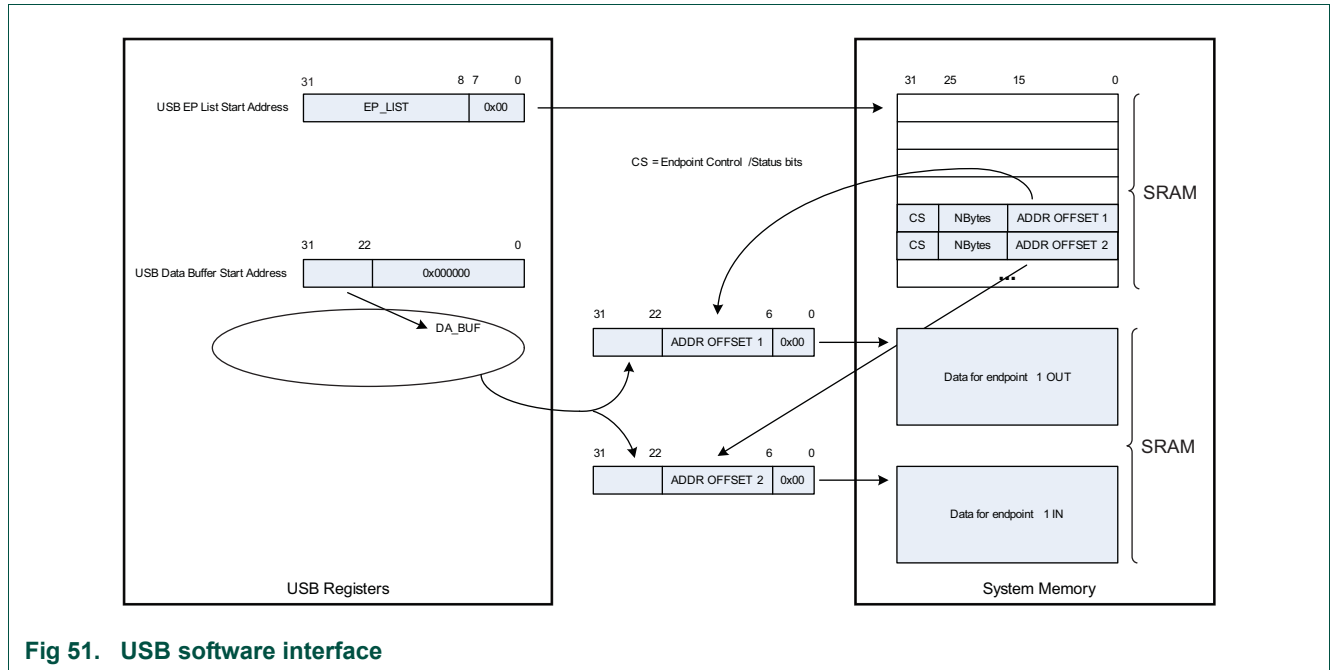 31 8 7 0
USB EP List Start Address EP_LIST 0x00
31 25 15 0
CS = Endpoint Control /Status bits
SRAM
CS NBytes ADDR OFFSET 1
CS NBytes ADDR OFFSET 2
...
31 22 0
USB Data Buffer Start Address 0x000000
DA_BUF
31 22 6 0
ADDR OFFSET 1 0x00
Data for endpoint 1 OUT
SRAM
31 22 6 0
ADDR OFFSET 2 0x00
Data for endpoint 1 IN
USB Registers
System Memory
Fig 51. USB software interface